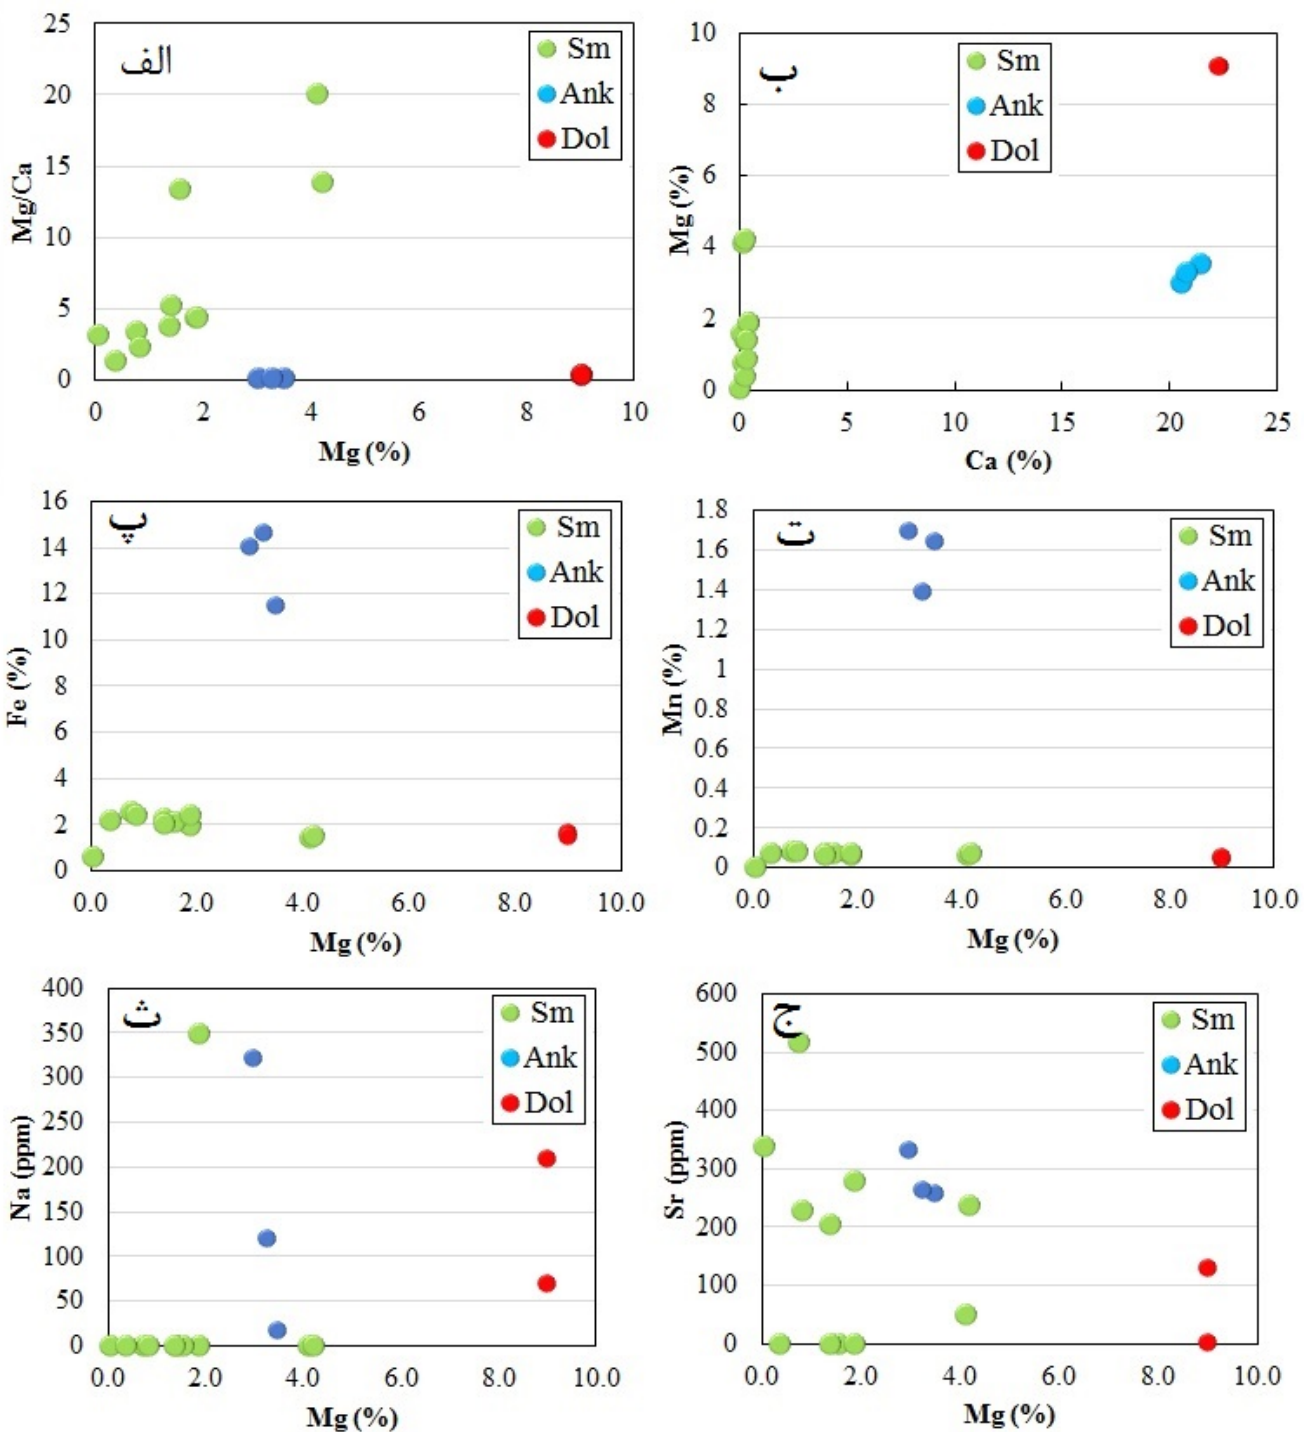 الف
25
20
15
10
5
0
Mg/Ca
0 2 4 6 8 10
Mg (%)
Sm
Ank
Dol
ب
10
8
6
4
2
0
Mg (%)
0 5 10 15 20 25
Ca (%)
Sm
Ank
Dol
پ
16
14
12
10
8
6
4
2
0
Fe (%)
0.0 2.0 4.0 6.0 8.0 10.0
Mg (%)
Sm
Ank
Dol
ت
1.8
1.6
1.4
1.2
1
0.8
0.6
0.4
0.2
0
Mn (%)
0.0 2.0 4.0 6.0 8.0 10.0
Mg (%)
Sm
Ank
Dol
ث
400
350
300
250
200
150
100
50
0
Na (ppm)
0.0 2.0 4.0 6.0 8.0 10.0
Mg (%)
Sm
Ank
Dol
ج
600
500
400
300
200
100
0
Sr (ppm)
0.0 2.0 4.0 6.0 8.0 10.0
Mg (%)
Sm
Ank
Dol